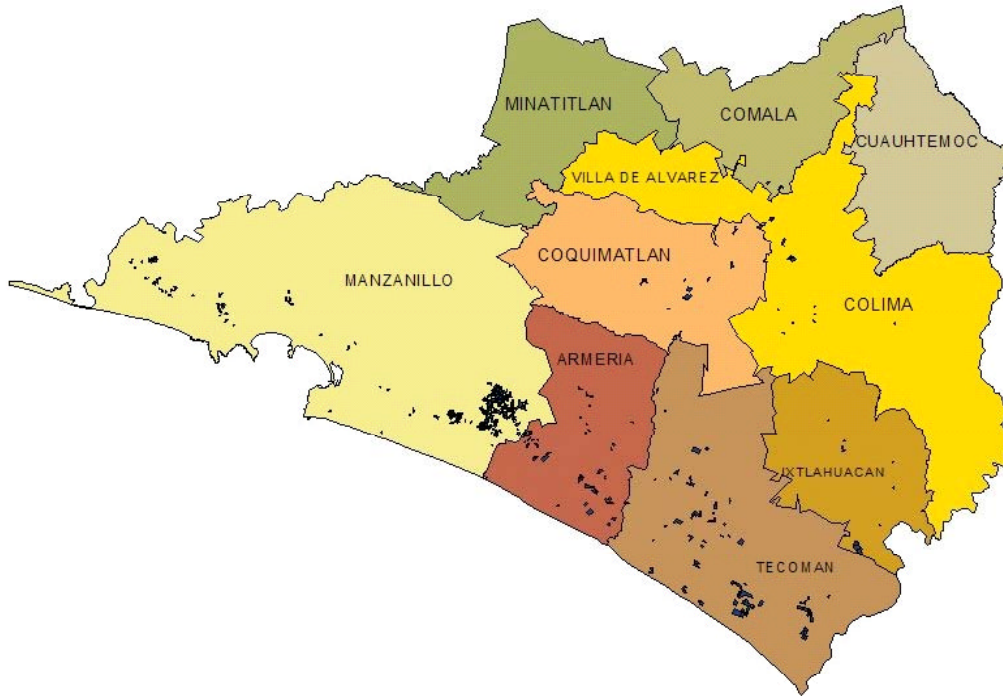 MINATITLAN
COMALA
CUAUHTEMOC
VILLA DE ALVAREZ
COQUIMATLAN
MANZANILLO
COLIMA
ARMERIA
IXTLAHUACAN
TECOMAN